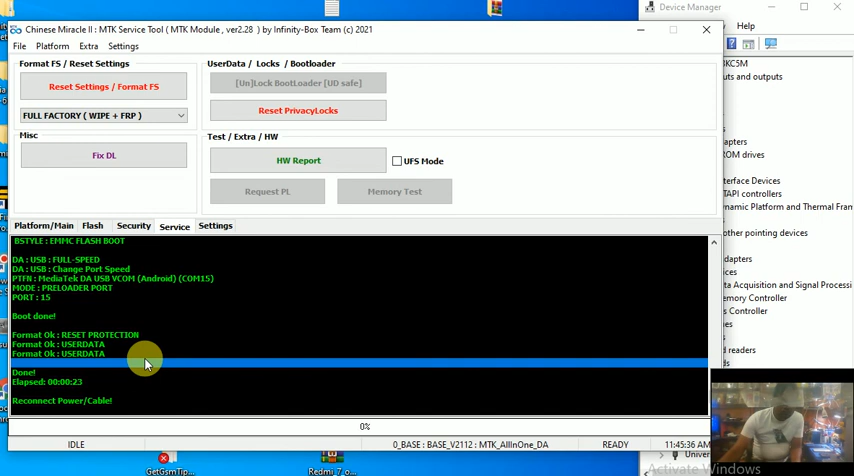 Chinese Miracle II : MTK Service Tool ( MTK Module , ver2.28 ) by Infinity-Box Team (c) 2021
File Platform Extra Settings
Format FS / Reset Settings
Reset Settings / Format FS
FULL FACTORY ( WIPE + FRP )
Misc
Fix DL
UserData / Locks / Bootloader
[Un]Lock BootLoader [UD safe]
Reset PrivacyLocks
Test / Extra / HW
HW Report
UFS Mode
Request PL
Memory Test
Platform/Main Flash Security Service Settings
BSTYLE : EMMC FLASH BOOT
DA : USB : FULL-SPEED
DA : USB : Change Port Speed
PTFN : MediaTek DA USB VCOM (Android) (COM15)
MODE : PRELOADER PORT
PORT : 15
Boot done!
Format Ok : RESET PROTECTION
Format Ok : USERDATA
Format Ok : USERDATA
Done!
Elapsed: 00:00:23
Reconnect Power/Cable!
0%
IDLE
0_BASE : BASE_V2112 : MTK_AllInOne_DA
READY
11:45:36 AM
Device Manager
Help
KC5M
uts and outputs
apters
ROM drives
terface Devices
TAPI controllers
namic Platform and Thermal Fram
other pointing devices
dapters
ices
ata Acquisition and Signal Processi
emory Controller
Controller
es
d readers
ds
Univer
Activate Windows
GetGsmTip...
Redmi_7_o...